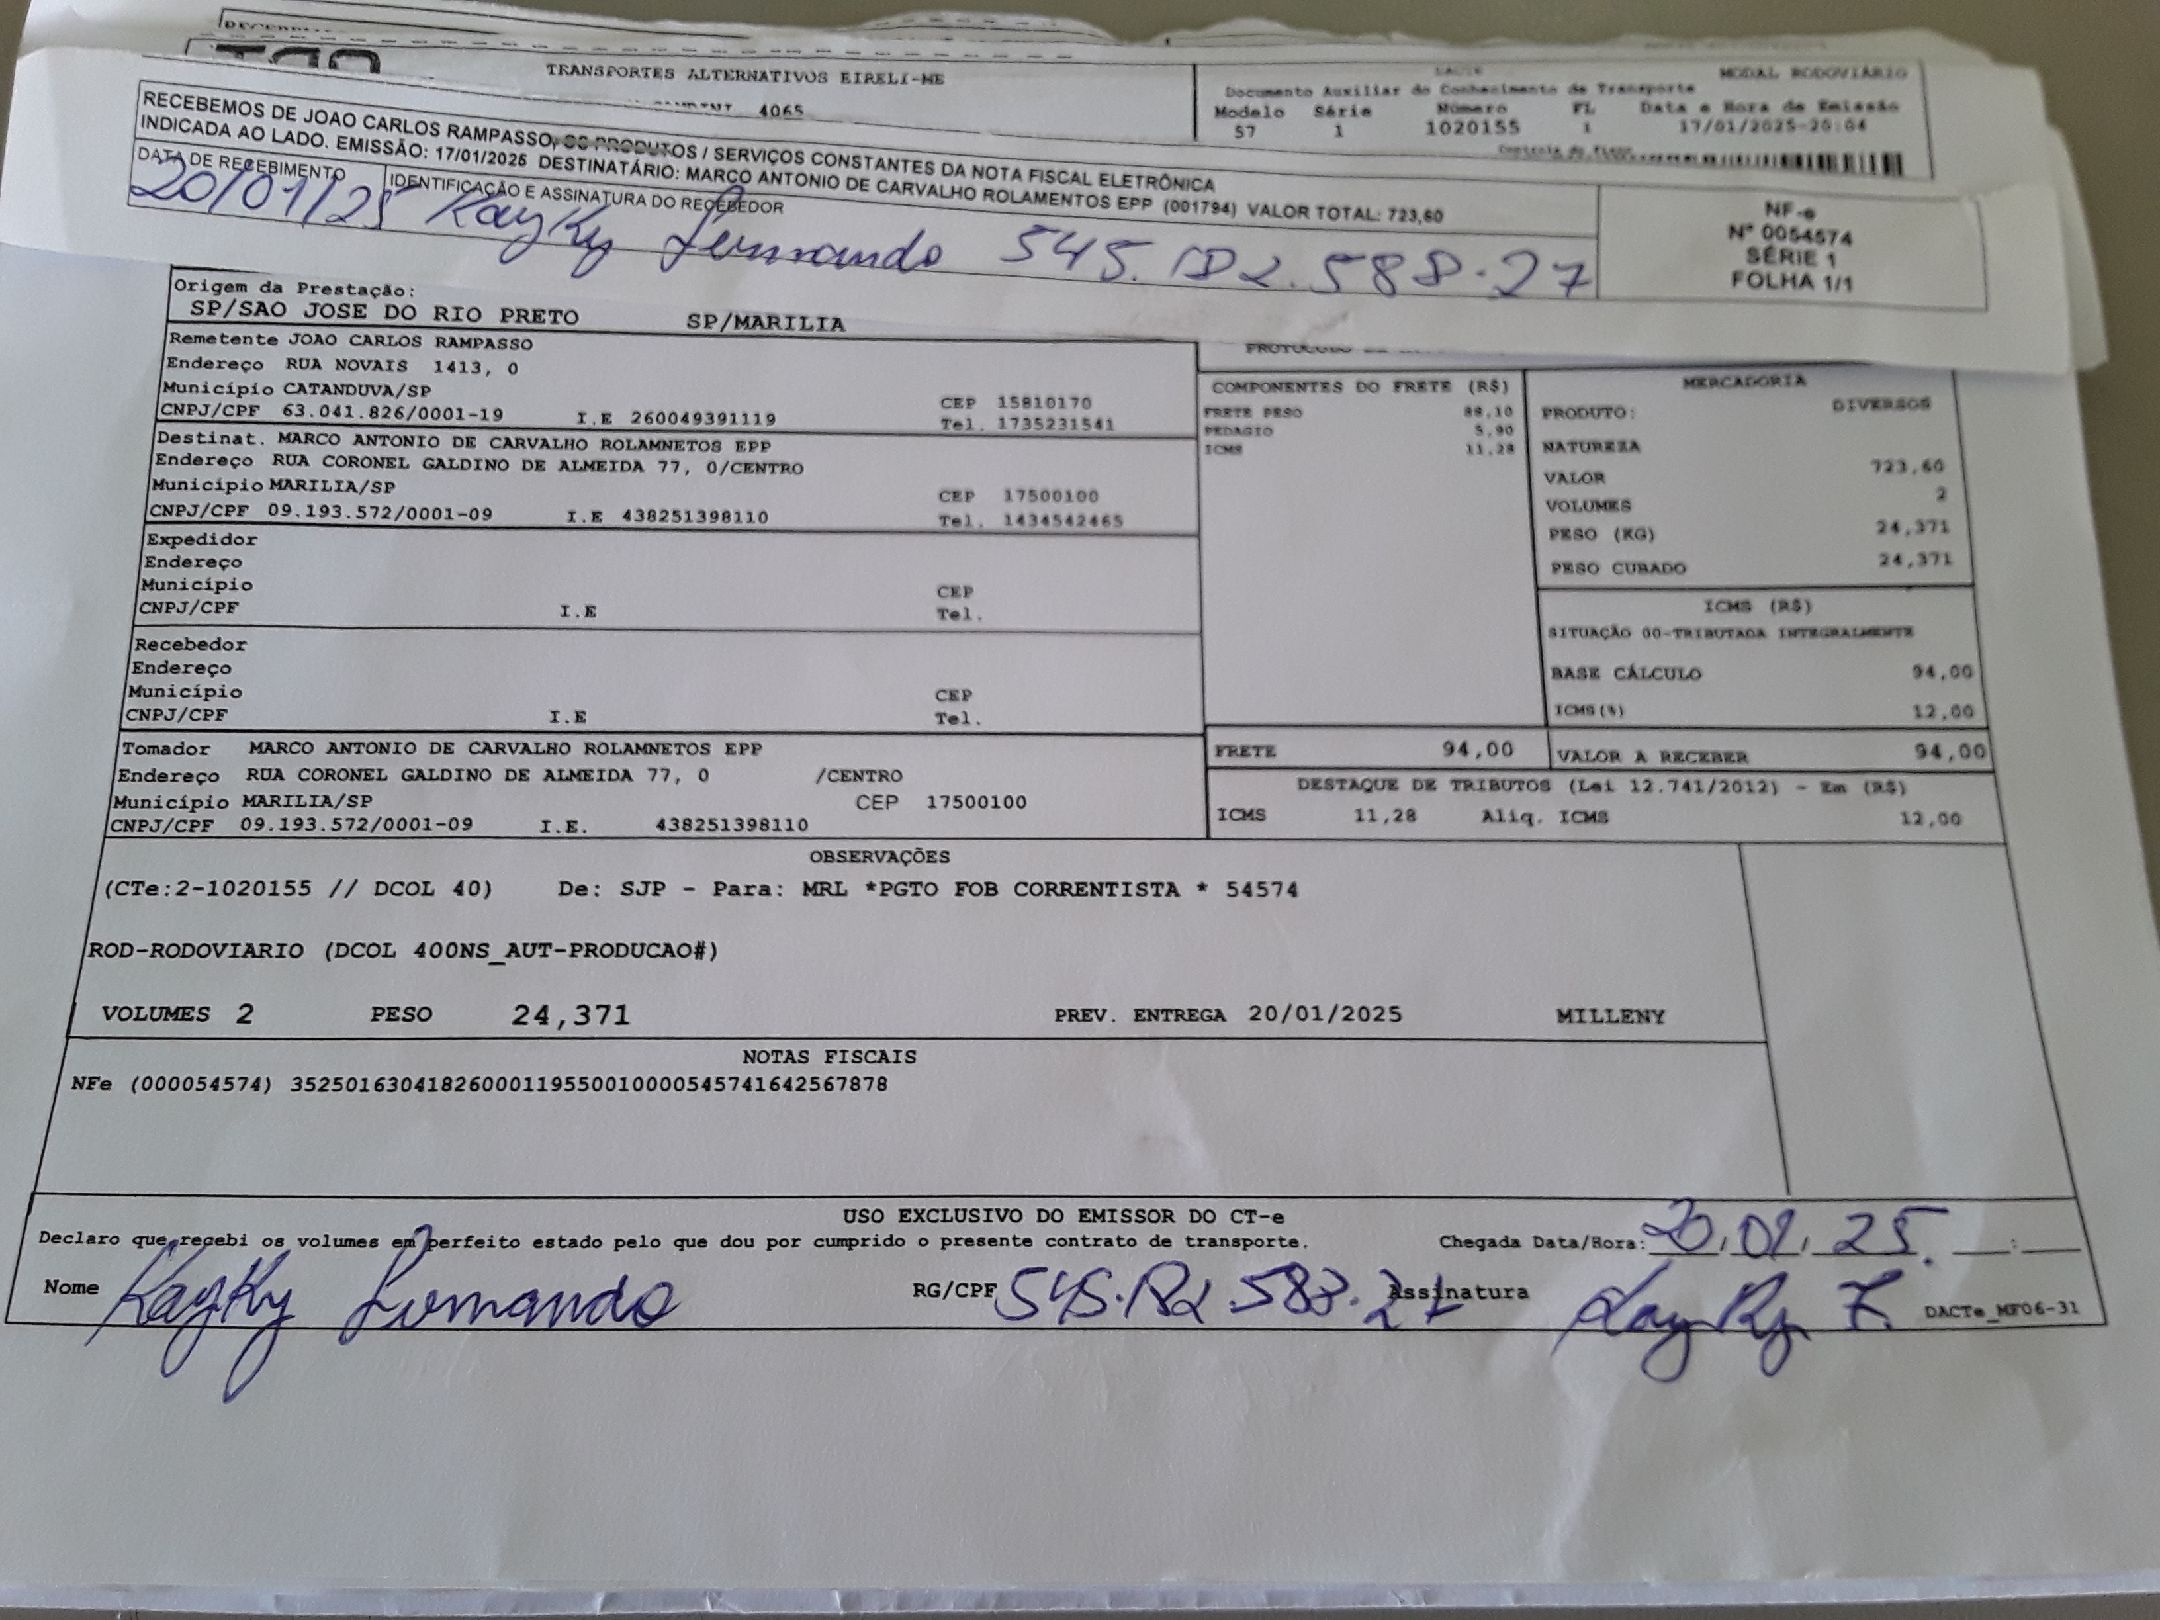 TRANSPORTES ALTERNATIVOS EIRELI-ME
4065
MODAL RODOVIÁRIO
Documento Auxiliar do Conhecimento de Transporte
Modelo Série Número FL Data e Hora de Emissão
57 1 1020155 1 17/01/2025-20:04
RECEBEMOS DE JOAO CARLOS RAMPASSO, OS PRODUTOS / SERVIÇOS CONSTANTES DA NOTA FISCAL ELETRÔNICA
INDICADA AO LADO. EMISSÃO: 17/01/2025 DESTINATÁRIO: MARCO ANTONIO DE CARVALHO ROLAMENTOS EPP (001794) VALOR TOTAL: 723,60
DATA DE RECEBIMENTO IDENTIFICAÇÃO E ASSINATURA DO RECEBEDOR
20/01/25 Kayky Fernando
NF-e
Nº 0054574
SÉRIE 1
FOLHA 1/1
Origem da Prestação:
SP/SAO JOSE DO RIO PRETO SP/MARILIA
Remetente JOAO CARLOS RAMPASSO
Endereço RUA NOVAIS 1413, 0
Município CATANDUVA/SP CEP 15810170
CNPJ/CPF 63.041.826/0001-19 I.E 260049391119 Tel. 1735231541
Destinat. MARCO ANTONIO DE CARVALHO ROLAMNETOS EPP
Endereço RUA CORONEL GALDINO DE ALMEIDA 77, 0/CENTRO
Município MARILIA/SP CEP 17500100
CNPJ/CPF 09.193.572/0001-09 I.E 438251398110 Tel. 1434542465
Expedidor
Endereço
Município CEP
CNPJ/CPF I.E Tel.
Recebedor
Endereço
Município CEP
CNPJ/CPF I.E Tel.
Tomador MARCO ANTONIO DE CARVALHO ROLAMNETOS EPP
Endereço RUA CORONEL GALDINO DE ALMEIDA 77, 0 /CENTRO
Município MARILIA/SP CEP 17500100
CNPJ/CPF 09.193.572/0001-09 I.E. 438251398110
COMPONENTES DO FRETE (R$)
FRETE PESO 88,10
PEDAGIO 5,90
ICMS 11,28
MERCADORIA
PRODUTO: DIVERSOS
NATUREZA
VALOR 723,60
VOLUMES 2
PESO (KG) 24,371
PESO CUBADO 24,371
ICMS (R$)
SITUAÇÃO 00-TRIBUTADA INTEGRALMENTE
BASE CÁLCULO 94,00
ICMS(%) 12,00
FRETE 94,00 VALOR A RECEBER 94,00
DESTAQUE DE TRIBUTOS (Lei 12.741/2012) - Em (R$)
ICMS 11,28 Aliq. ICMS 12,00
OBSERVAÇÕES
(CTe:2-1020155 // DCOL 40) De: SJP - Para: MRL *PGTO FOB CORRENTISTA * 54574
ROD-RODOVIARIO (DCOL 400NS_AUT-PRODUCAO#)
VOLUMES 2 PESO 24,371 PREV. ENTREGA 20/01/2025 MILLENY
NOTAS FISCAIS
NFe (000054574) 35250163041826000119550010000545741642567878
USO EXCLUSIVO DO EMISSOR DO CT-e
Declaro que recebi os volumes em perfeito estado pelo que dou por cumprido o presente contrato de transporte. Chegada Data/Hora: 20/01/25 __:__
Nome Kayky Fernando RG/CPF Assinatura Kayky F. DACTe_MF06-31